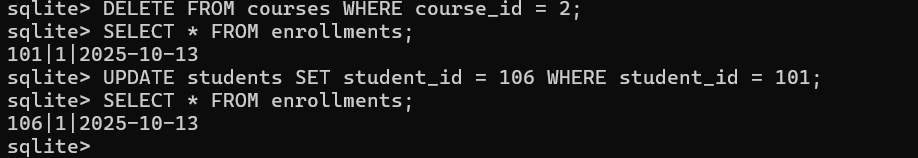 sqlite> DELETE FROM courses WHERE course_id = 2;
sqlite> SELECT * FROM enrollments;
101|1|2025-10-13
sqlite> UPDATE students SET student_id = 106 WHERE student_id = 101;
sqlite> SELECT * FROM enrollments;
106|1|2025-10-13
sqlite>